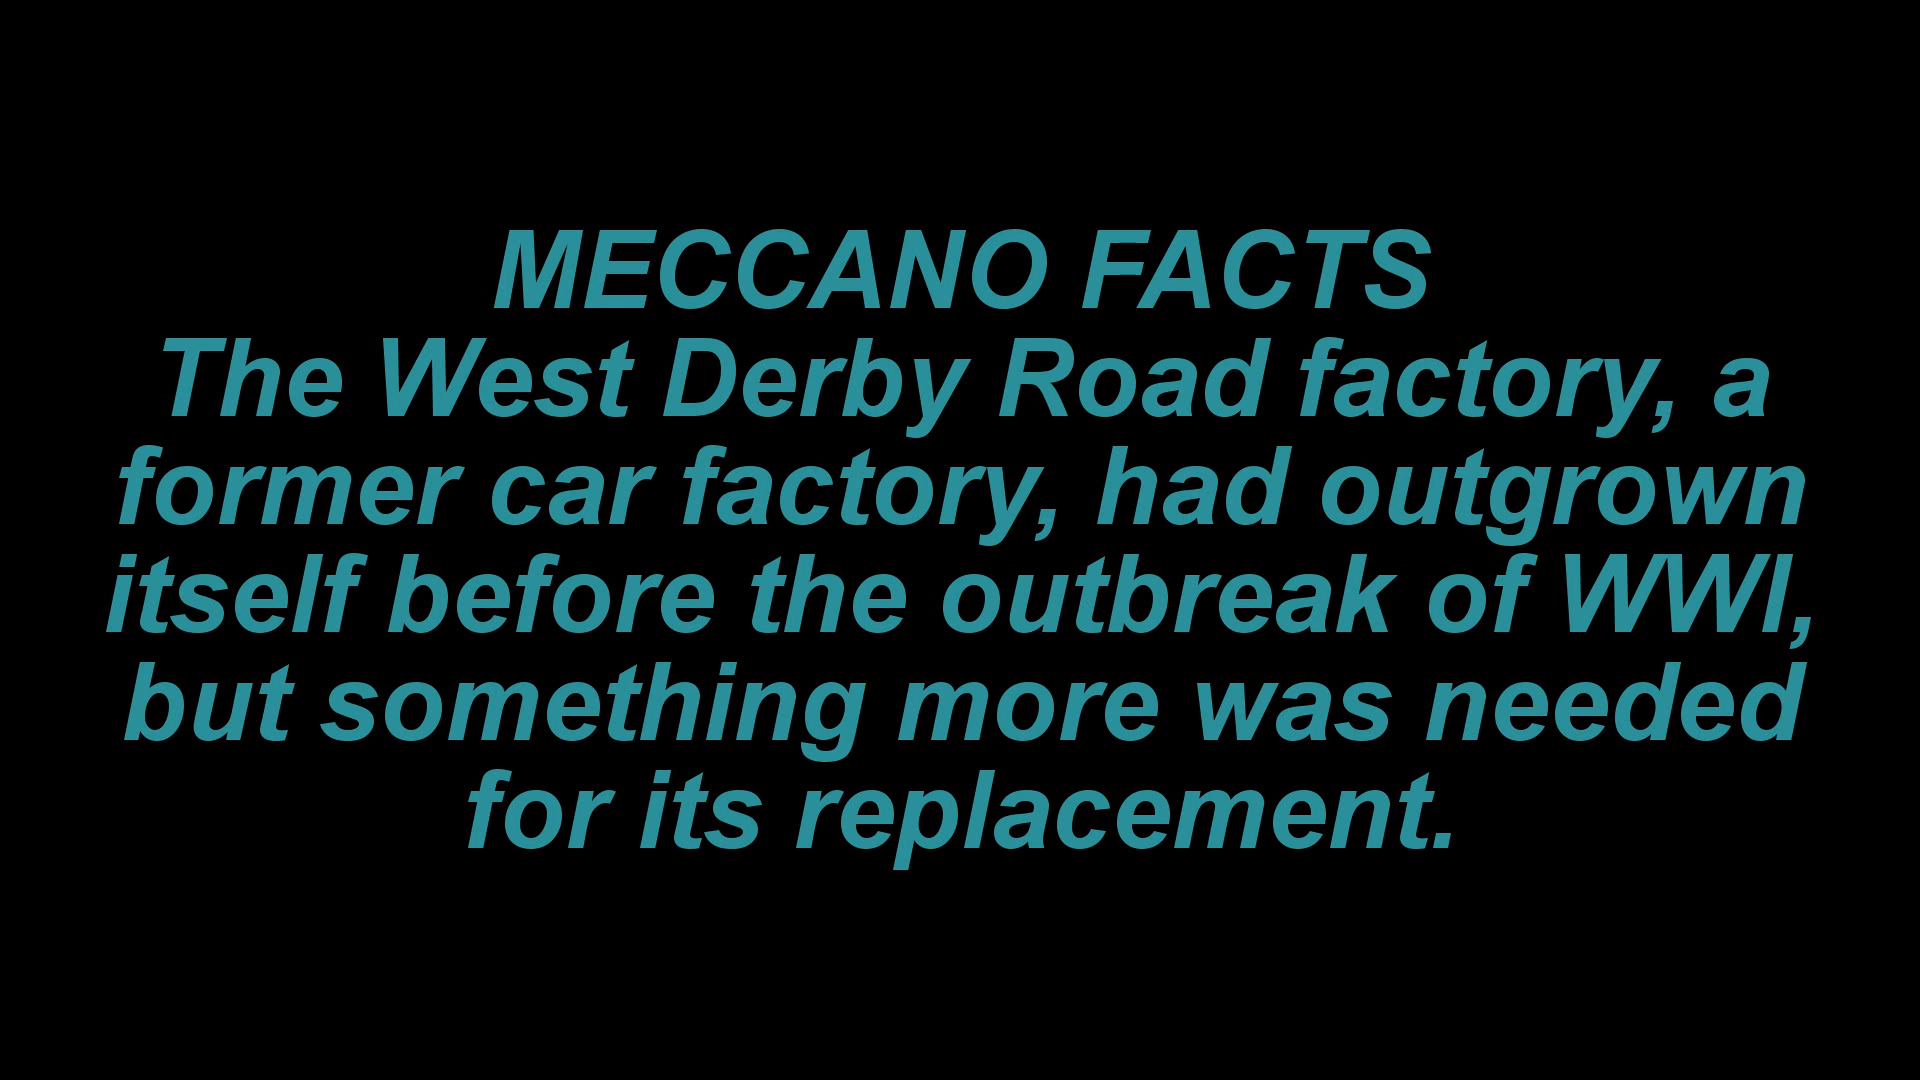 MECCANO FACTS
The West Derby Road factory, a
former car factory, had outgrown
itself before the outbreak of WWI,
but something more was needed
for its replacement.